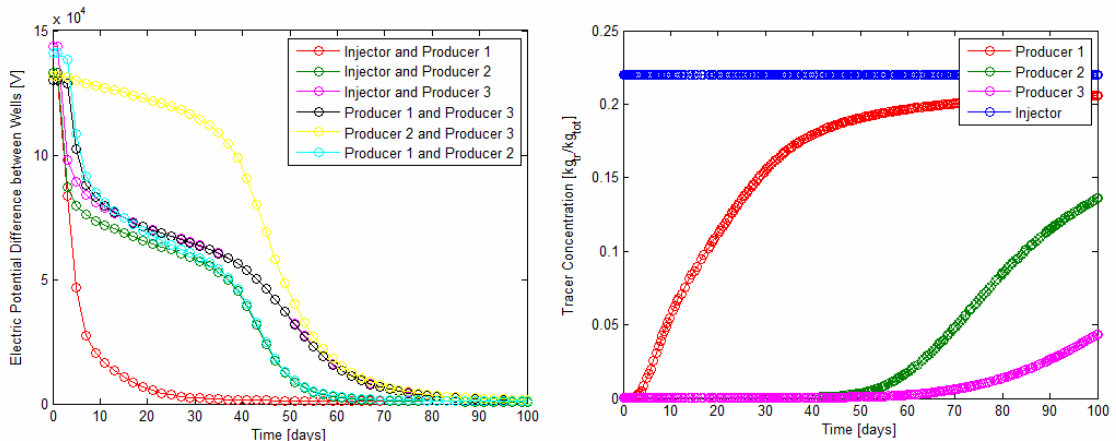 x 10⁴
15
10
5
0
0 10 20 30 40 50 60 70 80 90 100
Electric Potential Difference between Wells [V]
Time [days]
Injector and Producer 1
Injector and Producer 2
Injector and Producer 3
Producer 1 and Producer 3
Producer 2 and Producer 3
Producer 1 and Producer 2
0.25
0.2
0.15
0.1
0.05
0
0 10 20 30 40 50 60 70 80 90 100
Tracer Concentration [kg_tr/kg_tot]
Time [days]
Producer 1
Producer 2
Producer 3
Injector